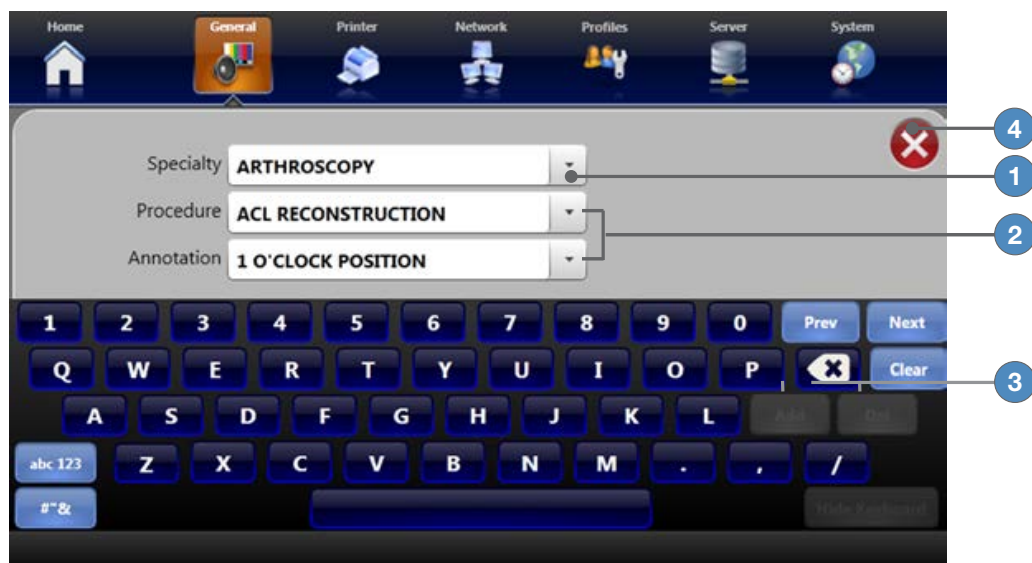 Home General Printer Network Profiles Server System
4
Specialty ARTHROSCOPY
1
Procedure ACL RECONSTRUCTION
2
Annotation 1 O'CLOCK POSITION
1 2 3 4 5 6 7 8 9 0 Prev Next
Q W E R T Y U I O P Clear
3
A S D F G H J K L Add Del
abc 123 Z X C V B N M . , /
#"& Hide Keyboard